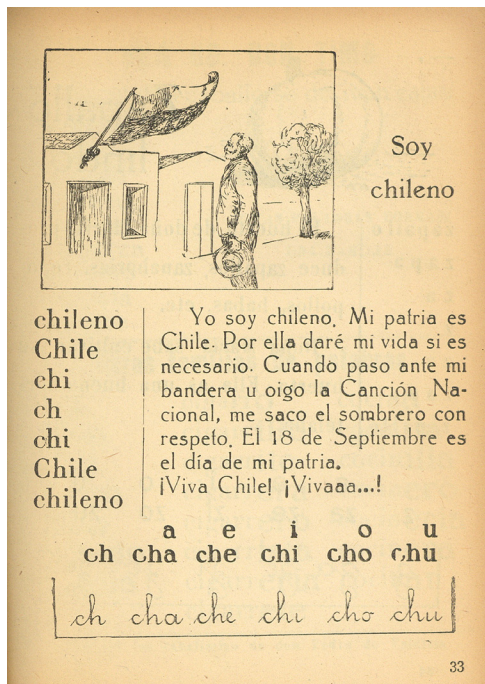 Soy
chileno
chileno
Chile
chi
ch
chi
Chile
chileno
Yo soy chileno. Mi patria es
Chile. Por ella daré mi vida si es
necesario. Cuando paso ante mi
bandera u oigo la Canción Na-
cional, me saco el sombrero con
respeto. El 18 de Septiembre es
el día de mi patria.
¡Viva Chile! ¡Vivaaa...!
a e i o u
ch cha che chi cho chu
ch cha che chi cho chu
33